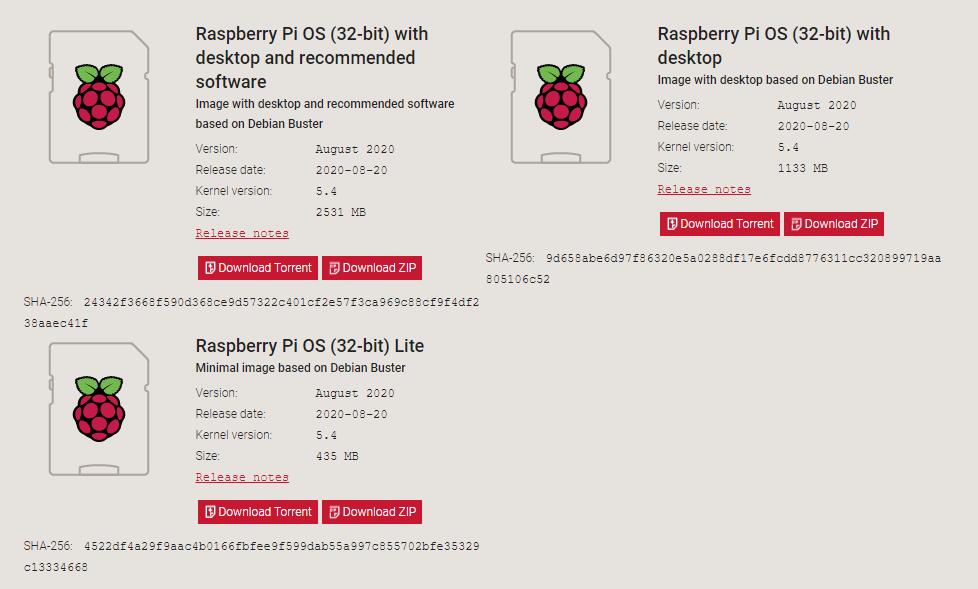 Raspberry Pi OS (32-bit) with
desktop and recommended
software
Image with desktop and recommended software
based on Debian Buster
Version: August 2020
Release date: 2020-08-20
Kernel version: 5.4
Size: 2531 MB
Release notes
Download Torrent Download ZIP
SHA-256: 24342f3668f590d368ce9d57322c401cf2e57f3ca969c88cf9f4df2
38aaec41f
Raspberry Pi OS (32-bit) with
desktop
Image with desktop based on Debian Buster
Version: August 2020
Release date: 2020-08-20
Kernel version: 5.4
Size: 1133 MB
Release notes
Download Torrent Download ZIP
SHA-256: 9d658abe6d97f86320e5a0288df17e6fcdd8776311cc320899719aa
805106c52
Raspberry Pi OS (32-bit) Lite
Minimal image based on Debian Buster
Version: August 2020
Release date: 2020-08-20
Kernel version: 5.4
Size: 435 MB
Release notes
Download Torrent Download ZIP
SHA-256: 4522df4a29f9aac4b0166fbfee9f599dab55a997c855702bfe35329
c13334668